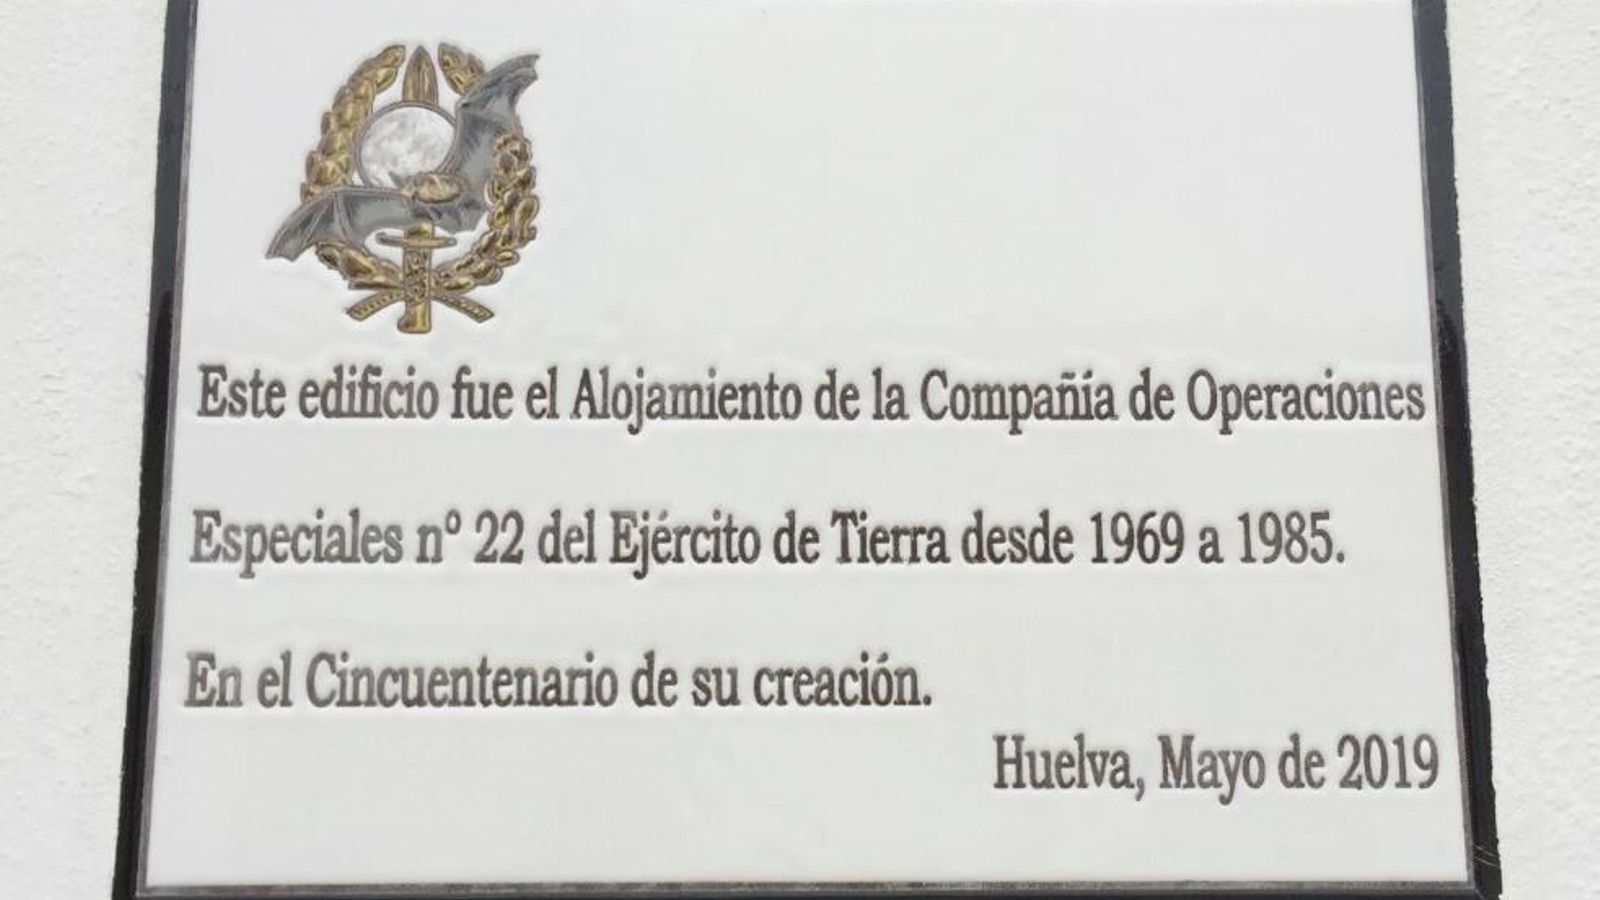 Este edificio fue el Alojamiento de la Compañía de Operaciones
Especiales nº 22 del Ejército de Tierra desde 1969 a 1985.
En el Cincuentenario de su creación.
Huelva, Mayo de 2019